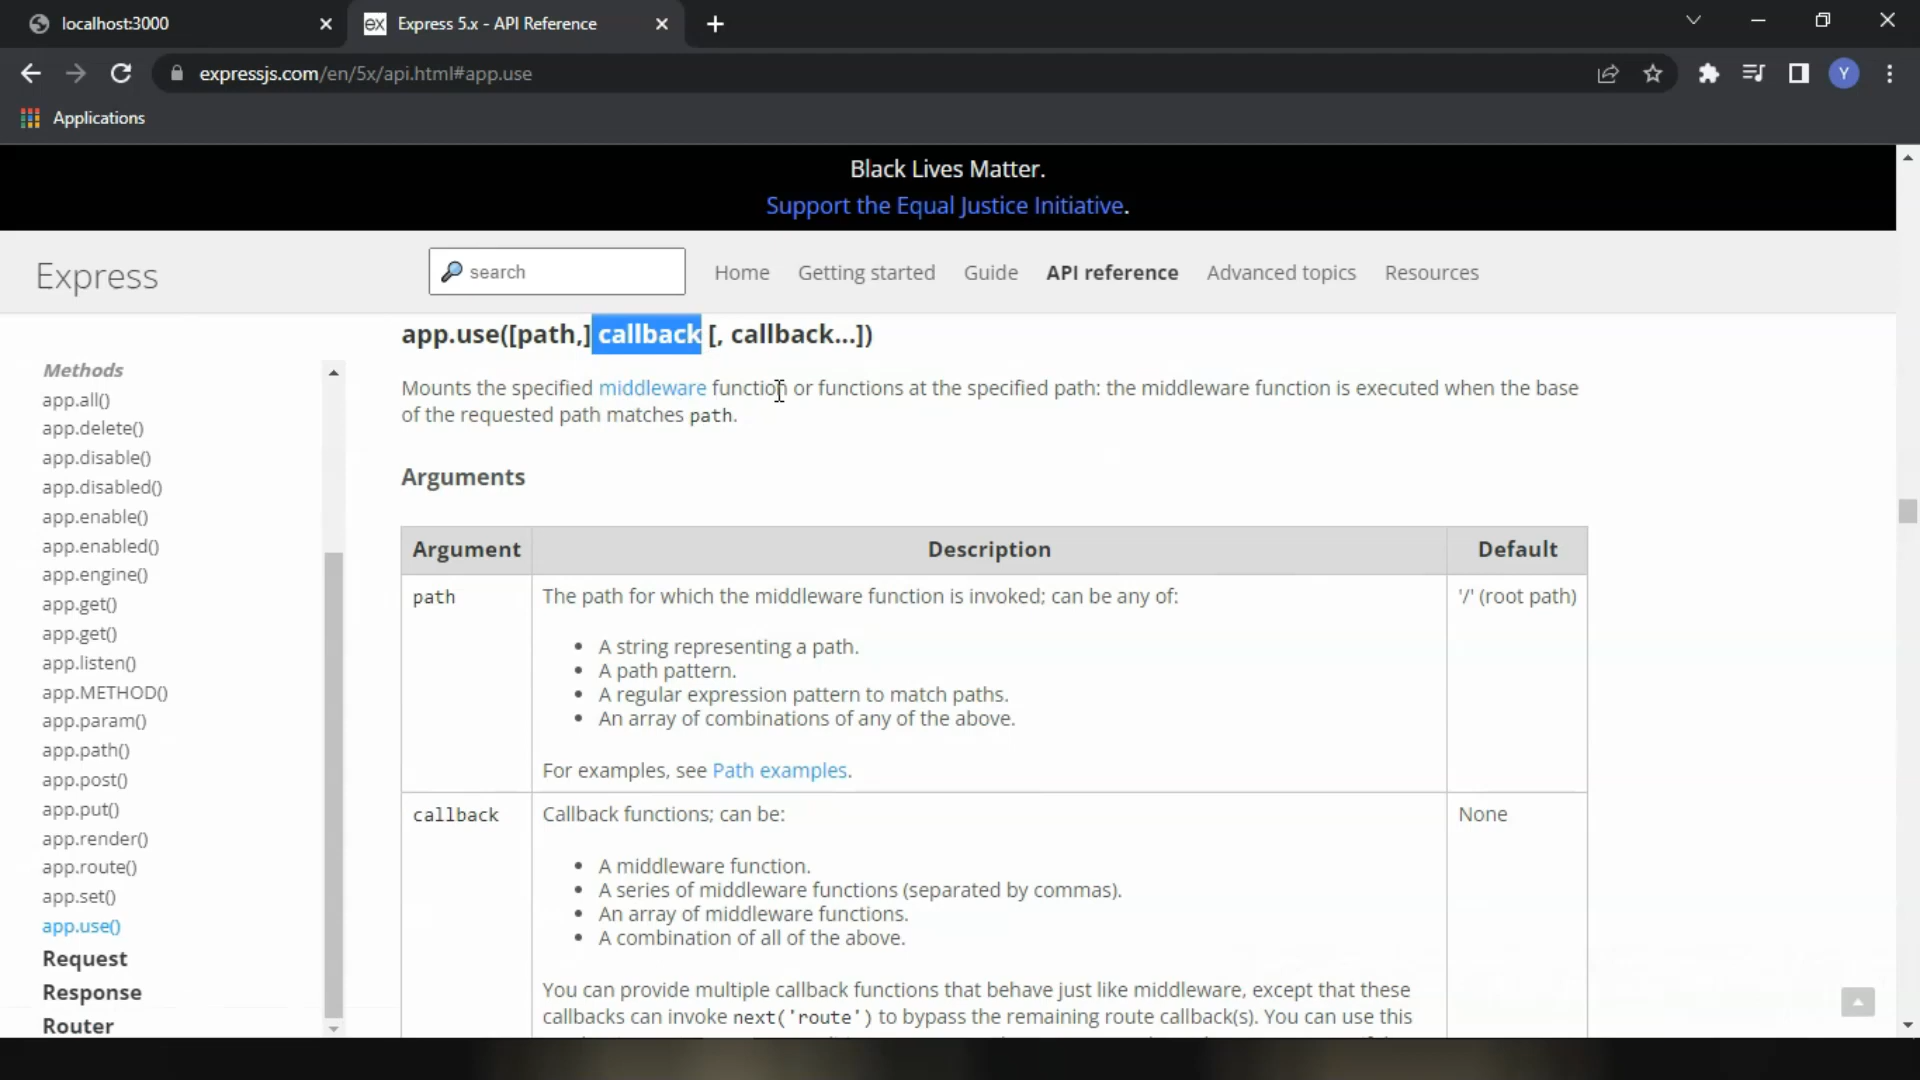 localhost:3000
Express 5.x - API Reference
expressjs.com/en/5x/api.html#app.use
Y
Applications
Black Lives Matter.
Support the Equal Justice Initiative.
Express
search
Home Getting started Guide API reference Advanced topics Resources
Methods
app.all()
app.delete()
app.disable()
app.disabled()
app.enable()
app.enabled()
app.engine()
app.get()
app.get()
app.listen()
app.METHOD()
app.param()
app.path()
app.post()
app.put()
app.render()
app.route()
app.set()
app.use()
Request
Response
Router
app.use([path,] callback [, callback...])
Mounts the specified middleware function or functions at the specified path: the middleware function is executed when the base
of the requested path matches path.
Arguments
Argument Description Default
path The path for which the middleware function is invoked; can be any of: '/' (root path)
• A string representing a path.
• A path pattern.
• A regular expression pattern to match paths.
• An array of combinations of any of the above.
For examples, see Path examples.
callback Callback functions; can be: None
• A middleware function.
• A series of middleware functions (separated by commas).
• An array of middleware functions.
• A combination of all of the above.
You can provide multiple callback functions that behave just like middleware, except that these
callbacks can invoke next('route') to bypass the remaining route callback(s). You can use this